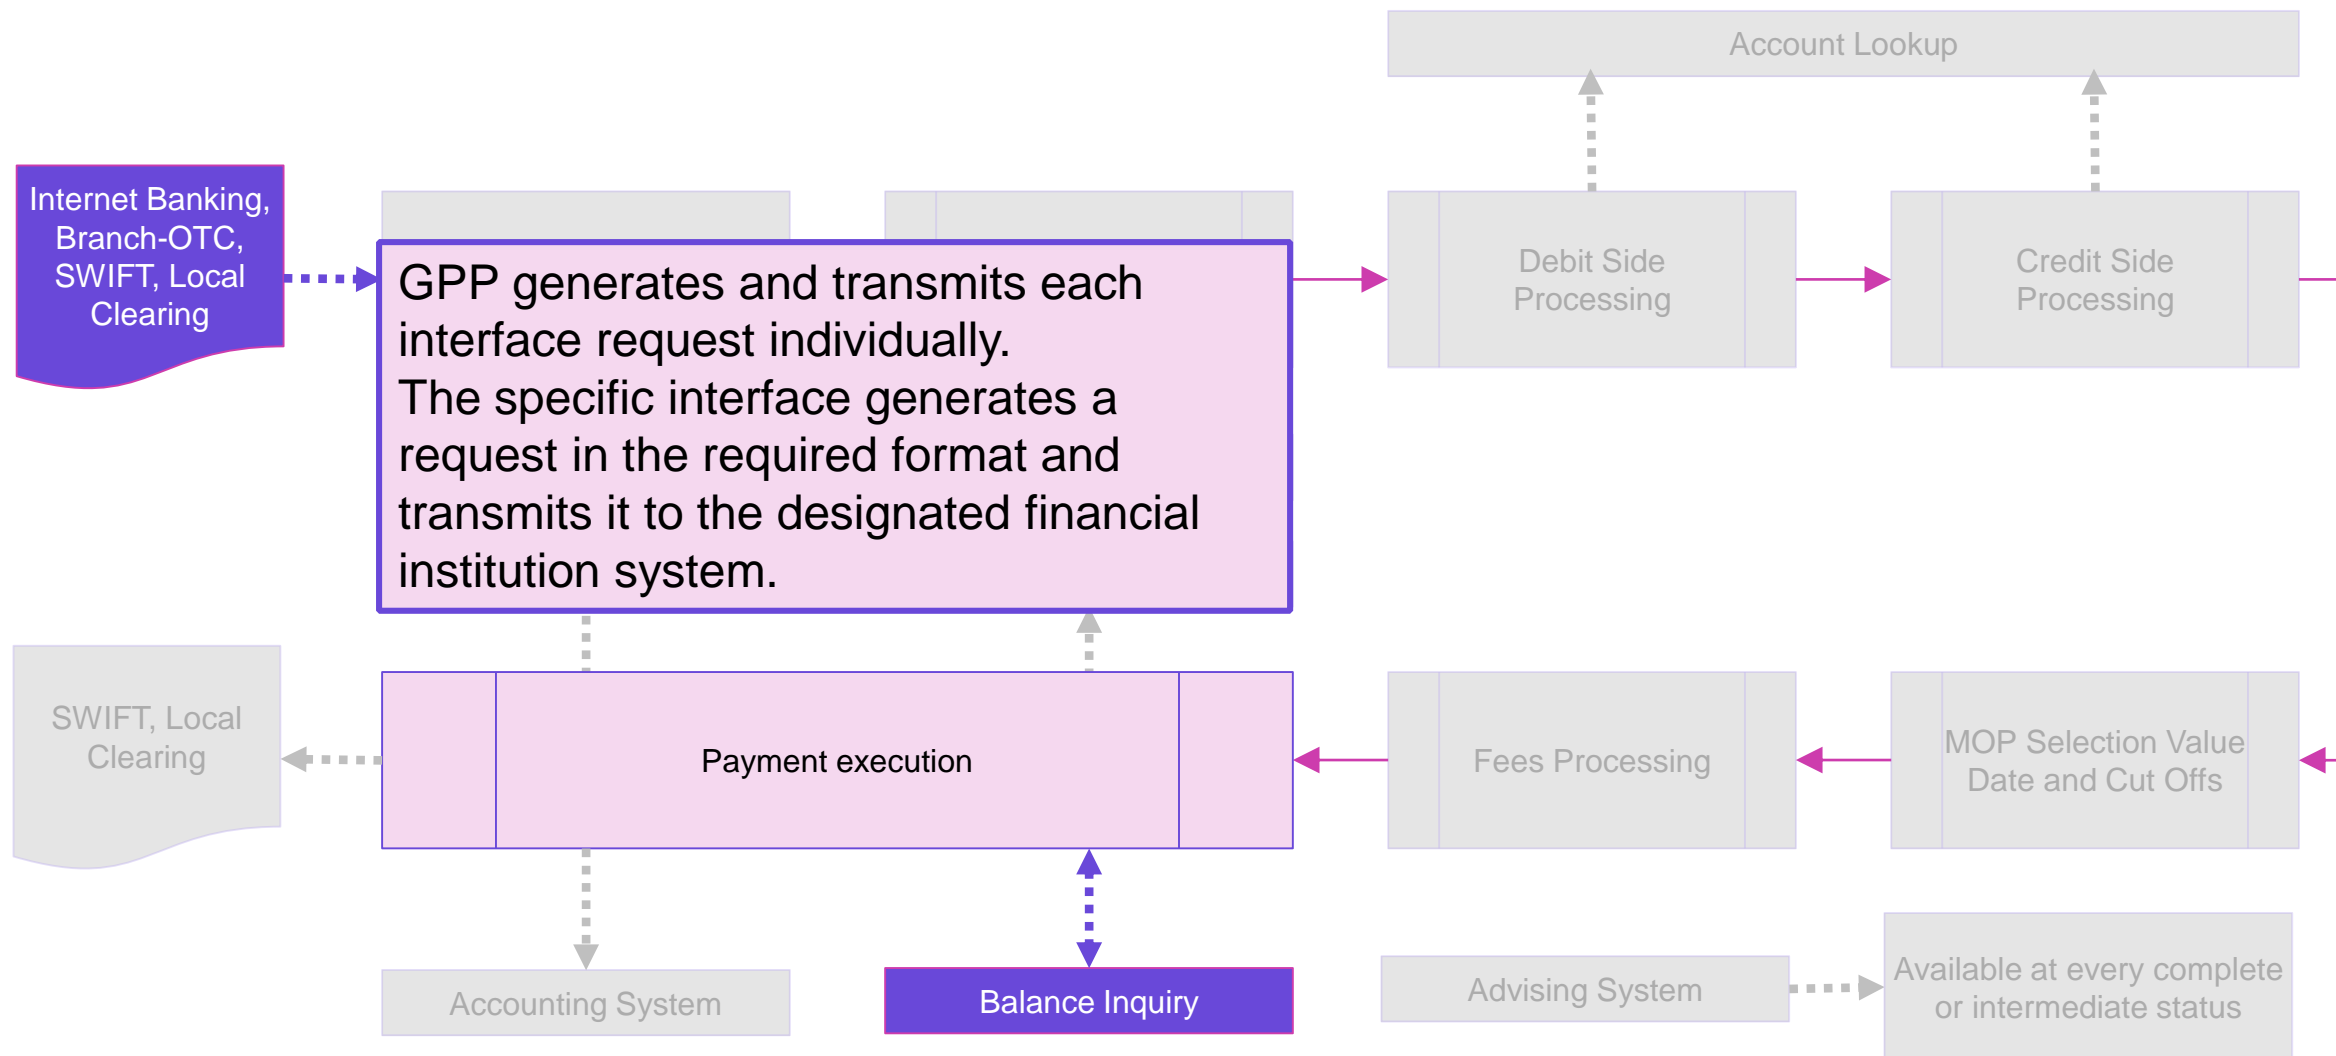 Account Lookup
Internet Banking,
Branch-OTC,
SWIFT, Local
Clearing
GPP generates and transmits each
interface request individually.
The specific interface generates a
request in the required format and
transmits it to the designated financial
institution system.
Debit Side
Processing
Credit Side
Processing
SWIFT, Local
Clearing
Payment execution
Fees Processing
MOP Selection Value
Date and Cut Offs
Accounting System
Balance Inquiry
Advising System
Available at every complete
or intermediate status